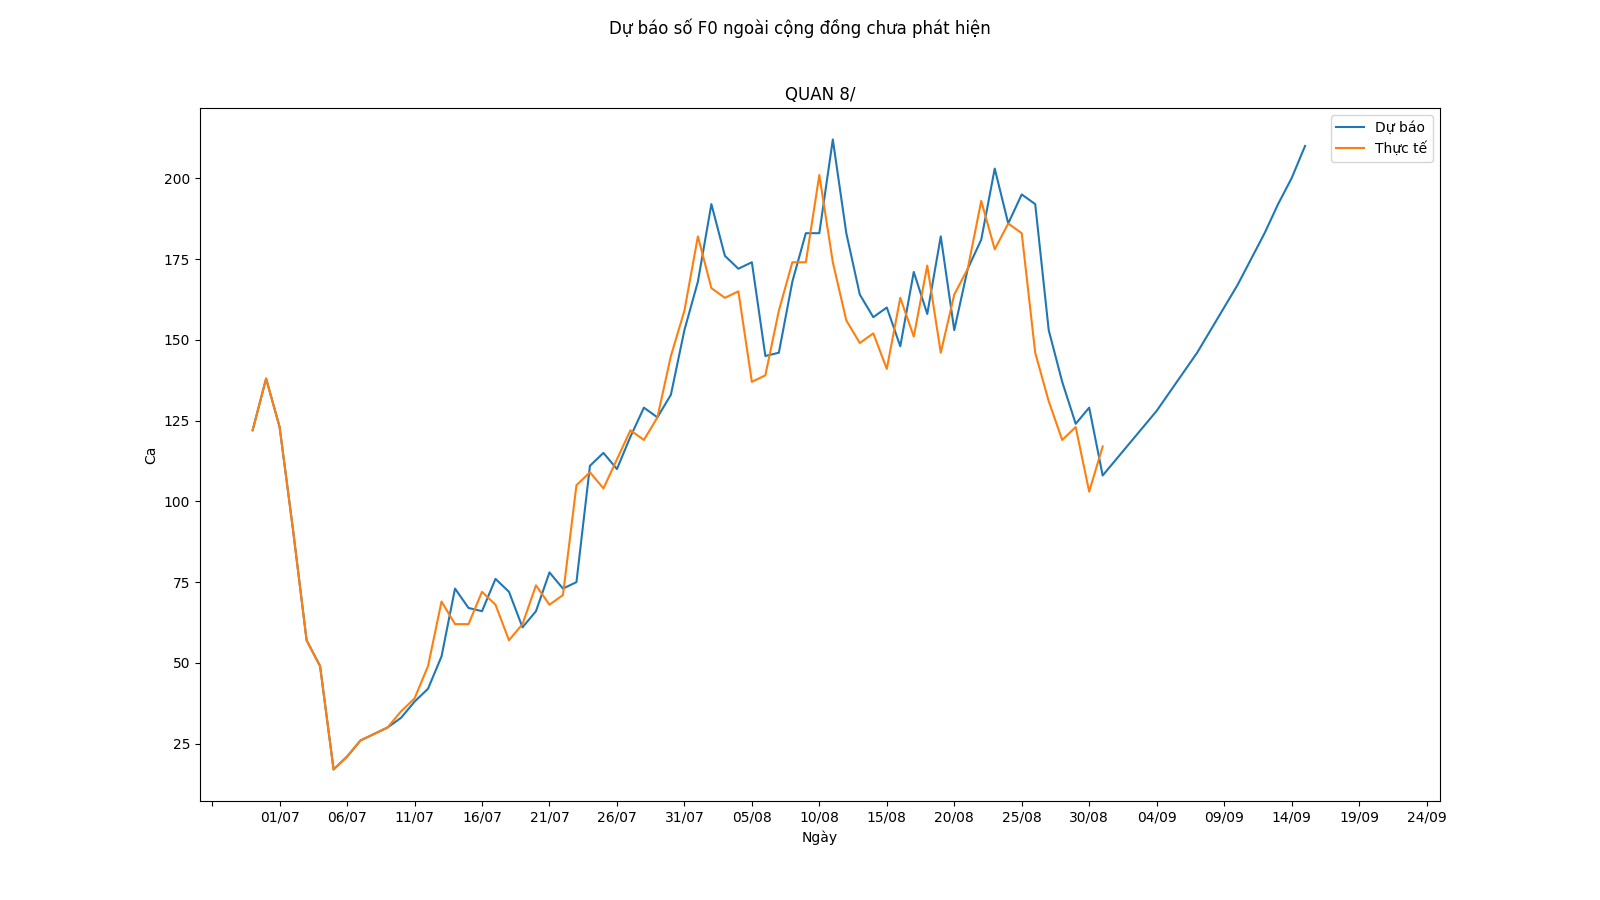 Dự báo số F0 ngoài cộng đồng chưa phát hiện
QUAN 8/
Dự báo
Thực tế
200
175
150
125
100
75
50
25
Ca
01/07 06/07 11/07 16/07 21/07 26/07 31/07 05/08 10/08 15/08 20/08 25/08 30/08 04/09 09/09 14/09 19/09 24/09
Ngày